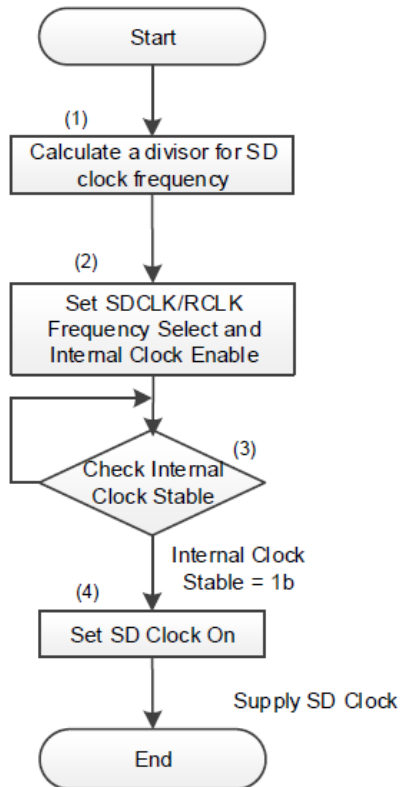 Start
(1)
Calculate a divisor for SD
clock frequency
(2)
Set SDCLK/RCLK
Frequency Select and
Internal Clock Enable
(3)
Check Internal
Clock Stable
Internal Clock
Stable = 1b
(4)
Set SD Clock On
Supply SD Clock
End